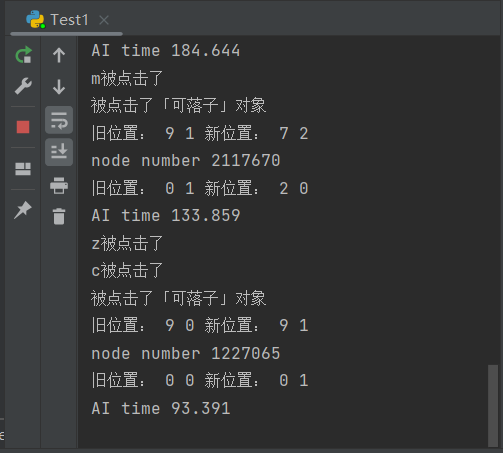 Test1
AI time 184.644
m被点击了
被点击了「可落子」对象
旧位置： 9 1 新位置： 7 2
node number 2117670
旧位置： 0 1 新位置： 2 0
AI time 133.859
z被点击了
c被点击了
被点击了「可落子」对象
旧位置： 9 0 新位置： 9 1
node number 1227065
旧位置： 0 0 新位置： 0 1
AI time 93.391